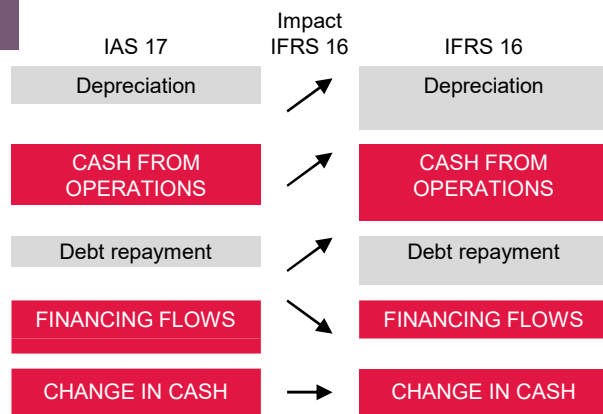 Impact
IAS 17 IFRS 16 IFRS 16
Depreciation Depreciation
CASH FROM CASH FROM
OPERATIONS OPERATIONS
Debt repayment Debt repayment
FINANCING FLOWS FINANCING FLOWS
CHANGE IN CASH CHANGE IN CASH